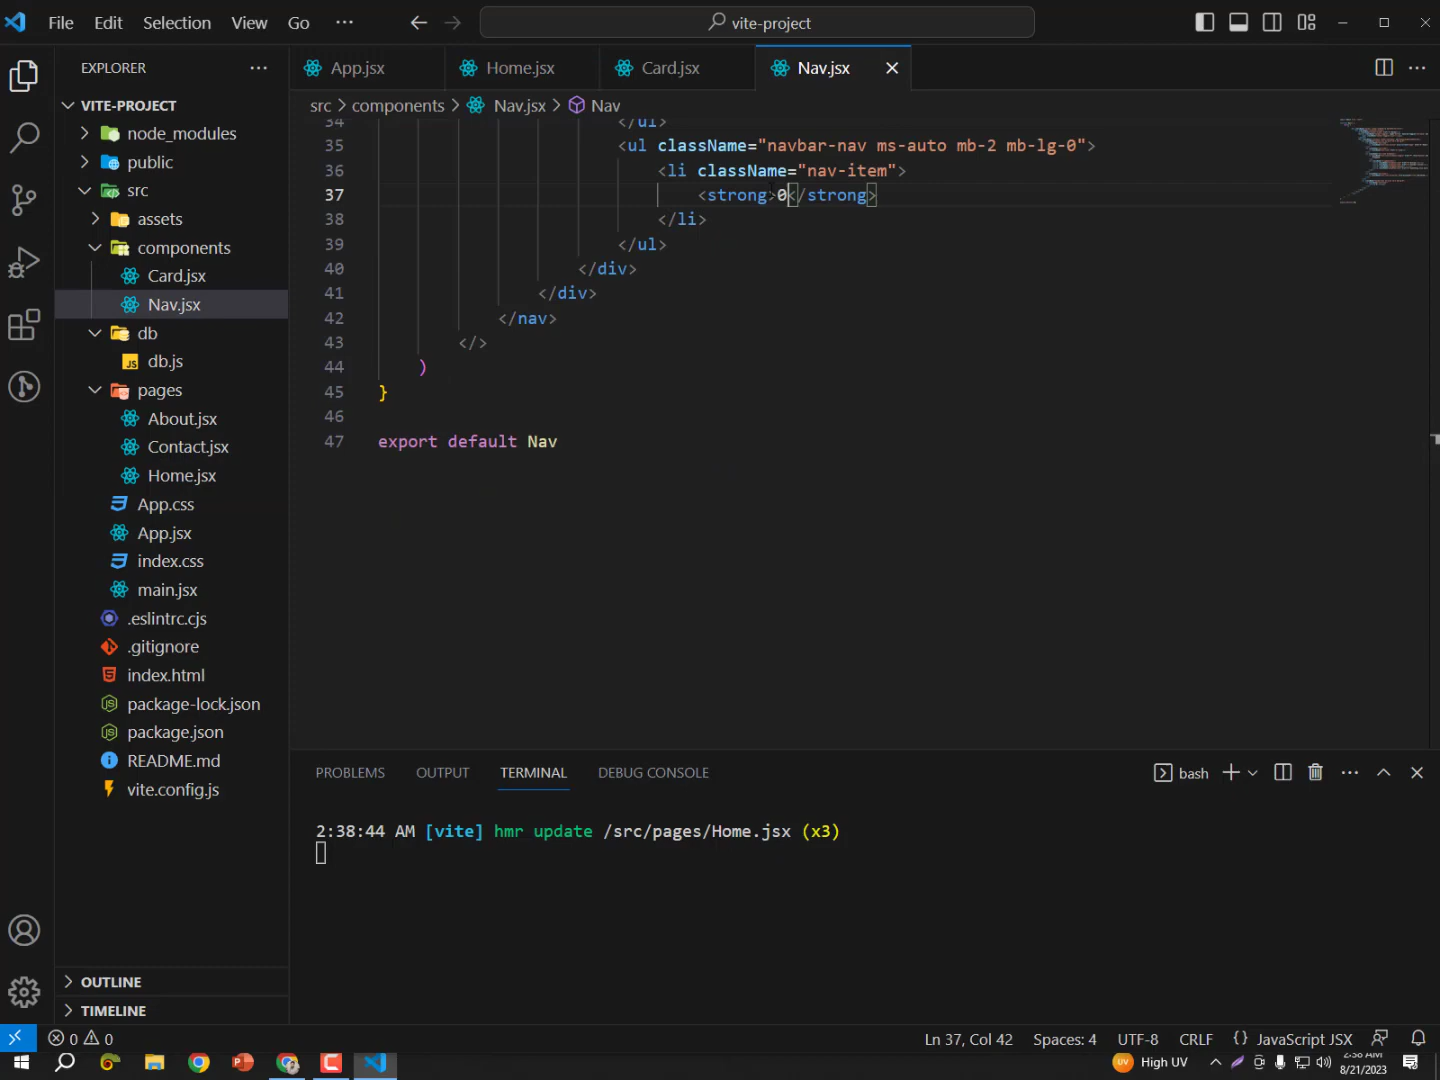 File Edit Selection View Go ··· vite-project
EXPLORER ···
App.jsx Home.jsx Card.jsx Nav.jsx
VITE-PROJECT
src > components > Nav.jsx > Nav
node_modules
public
src
assets
components
Card.jsx
Nav.jsx
db
db.js
pages
About.jsx
Contact.jsx
Home.jsx
App.css
App.jsx
index.css
main.jsx
.eslintrc.cjs
.gitignore
index.html
package-lock.json
package.json
README.md
vite.config.js
OUTLINE
TIMELINE
34 </ul>
35 <ul className="navbar-nav ms-auto mb-2 mb-lg-0">
36 <li className="nav-item">
37 <strong>0</strong>
38 </li>
39 </ul>
40 </div>
41 </div>
42 </nav>
43 </>
44 )
45 }
46
47 export default Nav
PROBLEMS OUTPUT TERMINAL DEBUG CONSOLE bash
2:38:44 AM [vite] hmr update /src/pages/Home.jsx (x3)
0 0 Ln 37, Col 42 Spaces: 4 UTF-8 CRLF {} JavaScript JSX
UV High UV 2:38 AM
8/21/2023